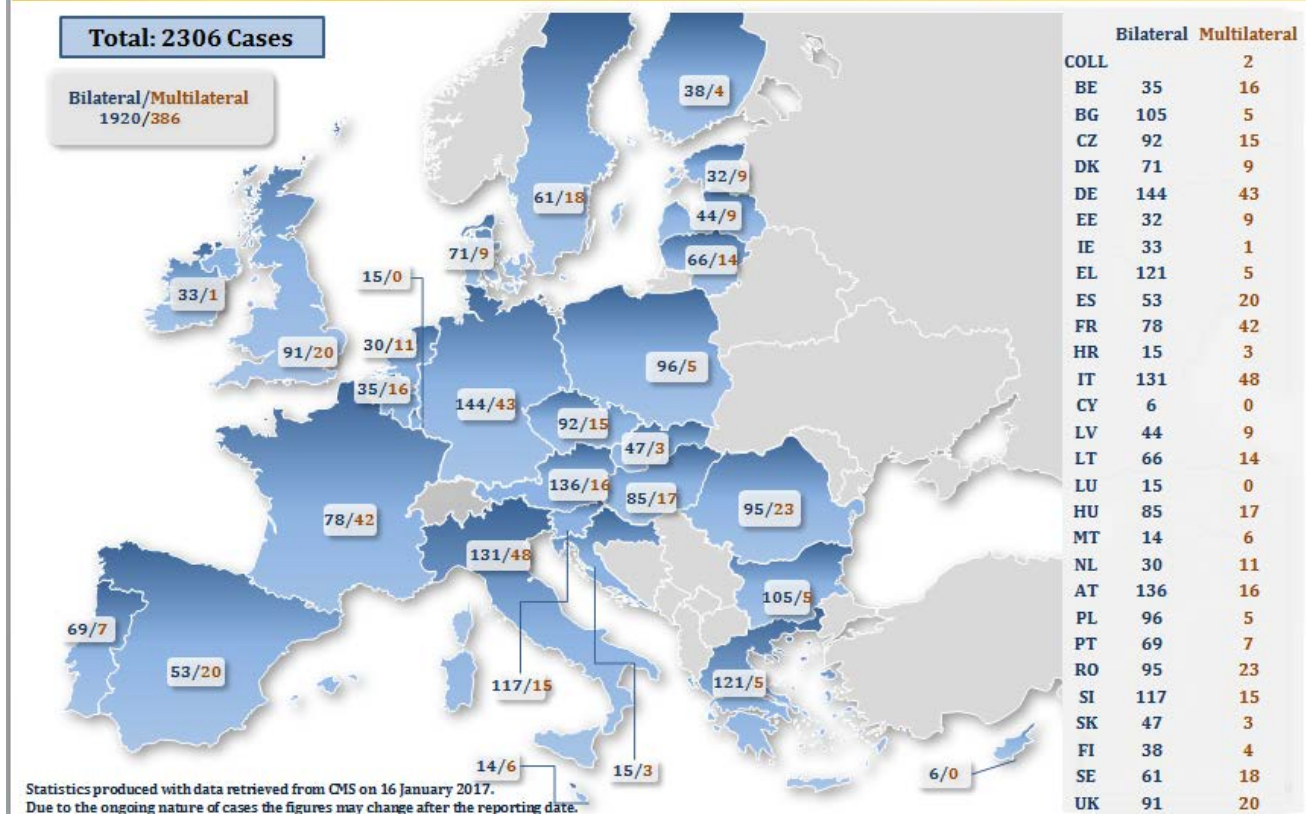 Total: 2306 Cases
Bilateral/Multilateral
1920/386
38/4
32/9
61/18
44/9
71/9
66/14
15/0
33/1
30/11
91/20
96/5
35/16
144/43
92/15
47/3
136/16
85/17
95/23
78/42
131/48
105/5
69/7
53/20
117/15
121/5
14/6
15/3
6/0
Statistics produced with data retrieved from CMS on 16 January 2017.
Due to the ongoing nature of cases the figures may change after the reporting date.
Bilateral Multilateral
COLL 2
BE 35 16
BG 105 5
CZ 92 15
DK 71 9
DE 144 43
EE 32 9
IE 33 1
EL 121 5
ES 53 20
FR 78 42
HR 15 3
IT 131 48
CY 6 0
LV 44 9
LT 66 14
LU 15 0
HU 85 17
MT 14 6
NL 30 11
AT 136 16
PL 96 5
PT 69 7
RO 95 23
SI 117 15
SK 47 3
FI 38 4
SE 61 18
UK 91 20